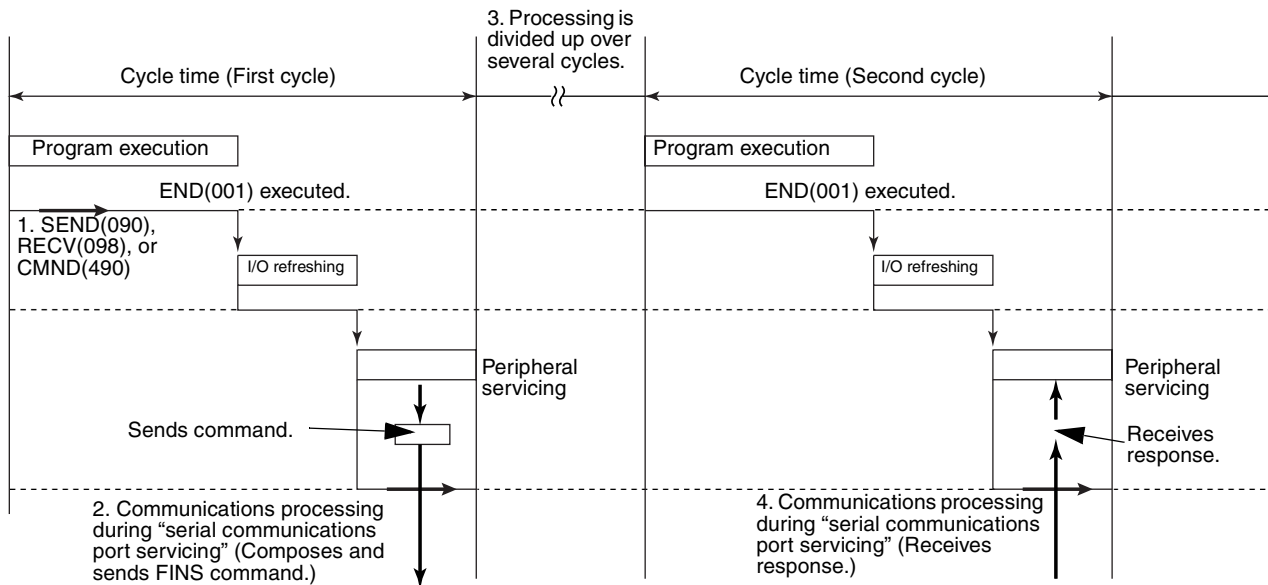 3. Processing is
divided up over
several cycles.
Cycle time (First cycle)
Cycle time (Second cycle)
Program execution
Program execution
END(001) executed.
END(001) executed.
1. SEND(090),
RECV(098), or
CMND(490)
I/O refreshing
I/O refreshing
Peripheral
servicing
Peripheral
servicing
Sends command.
Receives
response.
2. Communications processing
during “serial communications
port servicing” (Composes and
sends FINS command.)
4. Communications processing
during “serial communications
port servicing” (Receives
response.)